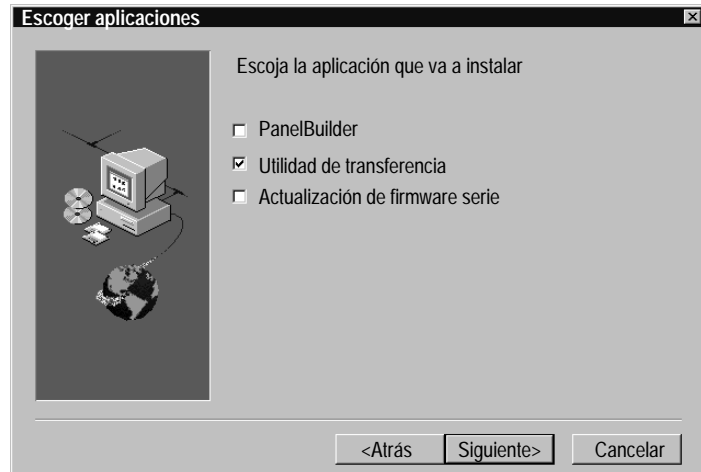 Escoger aplicaciones
Escoja la aplicación que va a instalar
PanelBuilder
Utilidad de transferencia
Actualización de firmware serie
<Atrás
Siguiente>
Cancelar